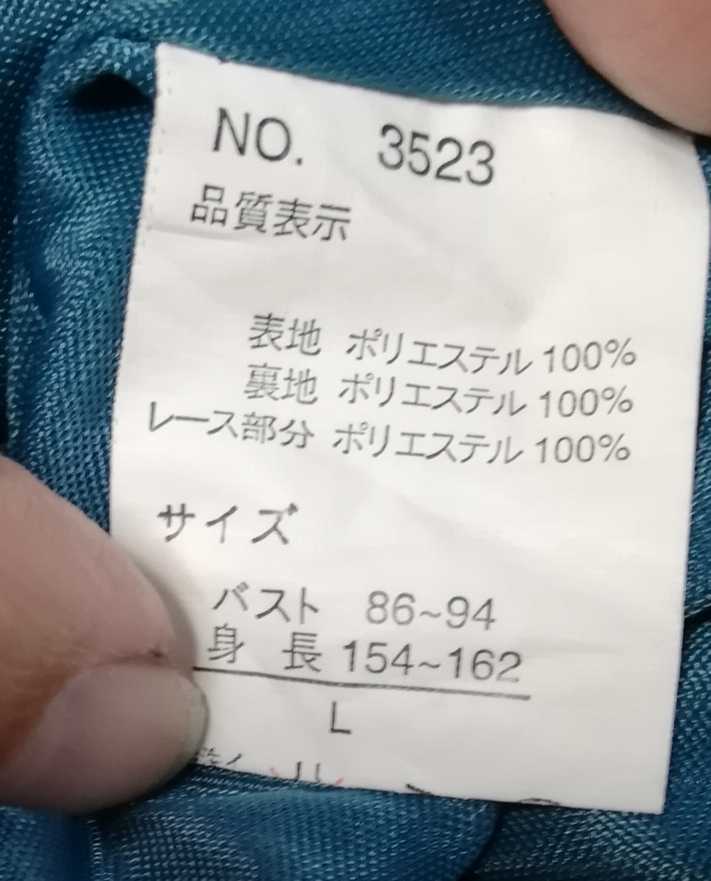 NO. 3523
品質表示
表地 ポリエステル 100%
裏地 ポリエステル 100%
レース部分 ポリエステル 100%
サイズ
バスト 86~94
身 長 154~162
L